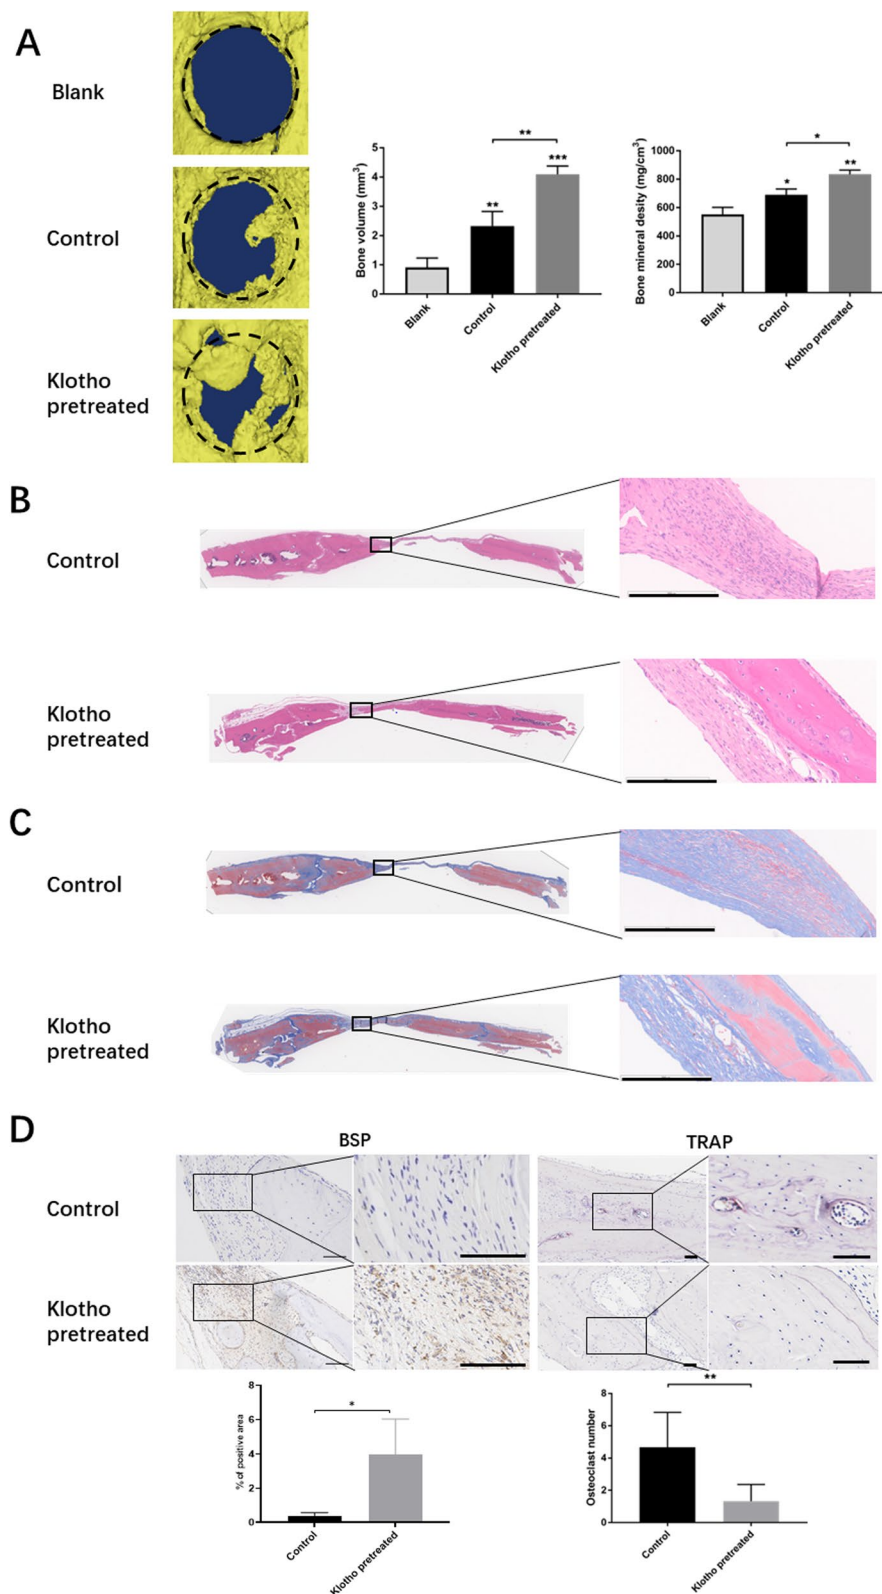 A
Blank
Control
Klotho
pretreated
**
***
**
Bone volume (mm³)
5
4
3
2
1
0
Blank
Control
Klotho pretreated
*
**
*
Bone mineral desity (mg/cm³)
1000
800
600
400
200
0
Blank
Control
Klotho pretreated
B
Control
Klotho
pretreated
C
Control
Klotho
pretreated
D
BSP
TRAP
Control
Klotho
pretreated
*
% of positive area
8
6
4
2
0
Control
Klotho pretreated
**
Osteoclast number
8
6
4
2
0
Control
Klotho pretreated